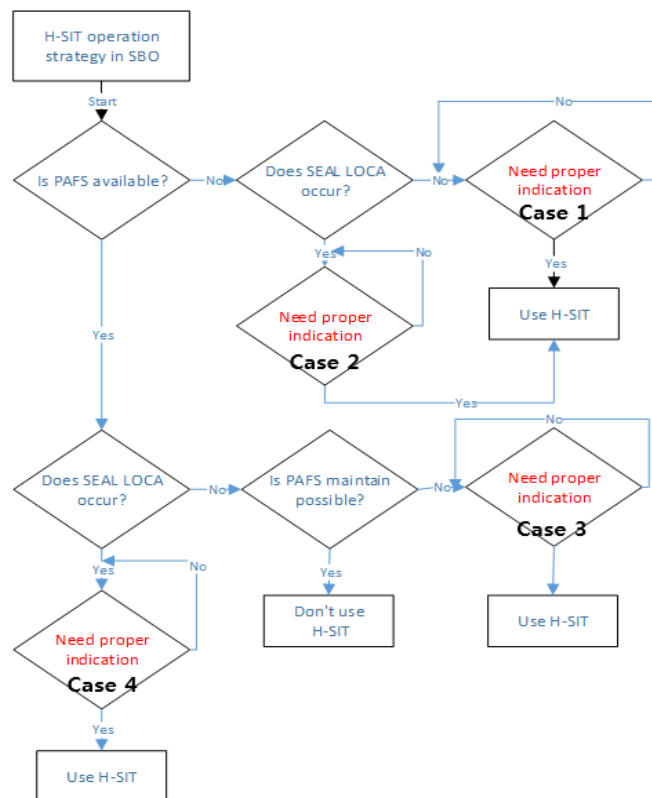 H-SIT operation
strategy in SBO
Start
No
Is PAFS available?
No
Does SEAL LOCA
occur?
No
Need proper
indication
Case 1
Yes
No
Yes
Use H-SIT
Need proper
indication
Case 2
Yes
Yes
No
Does SEAL LOCA
occur?
No
Is PAFS maintain
possible?
No
Need proper
indication
Case 3
Yes
No
Yes
Yes
Don't use
H-SIT
Use H-SIT
Need proper
indication
Case 4
Yes
Use H-SIT